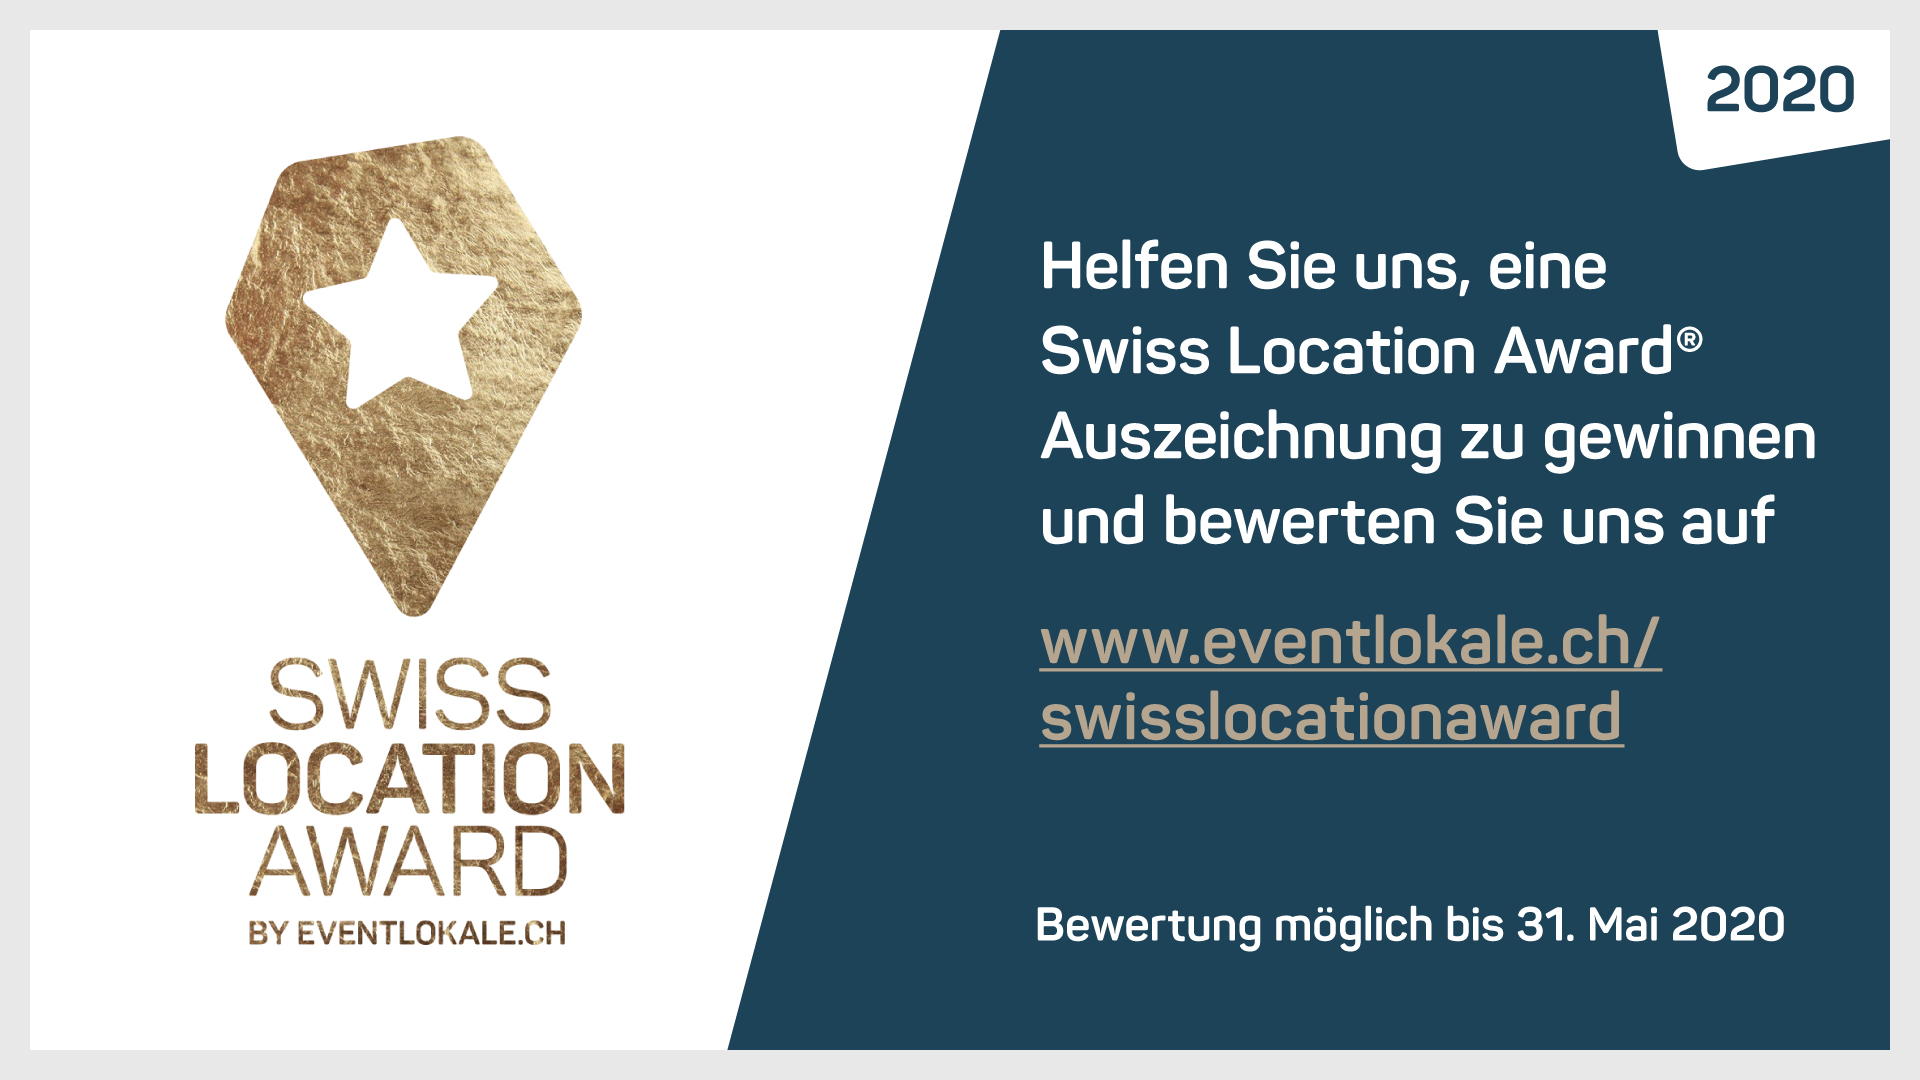 SWISS
LOCATION
AWARD
BY EVENTLOKALE.CH
2020
Helfen Sie uns, eine
Swiss Location Award®
Auszeichnung zu gewinnen
und bewerten Sie uns auf
www.eventlokale.ch/
swisslocationaward
Bewertung möglich bis 31. Mai 2020